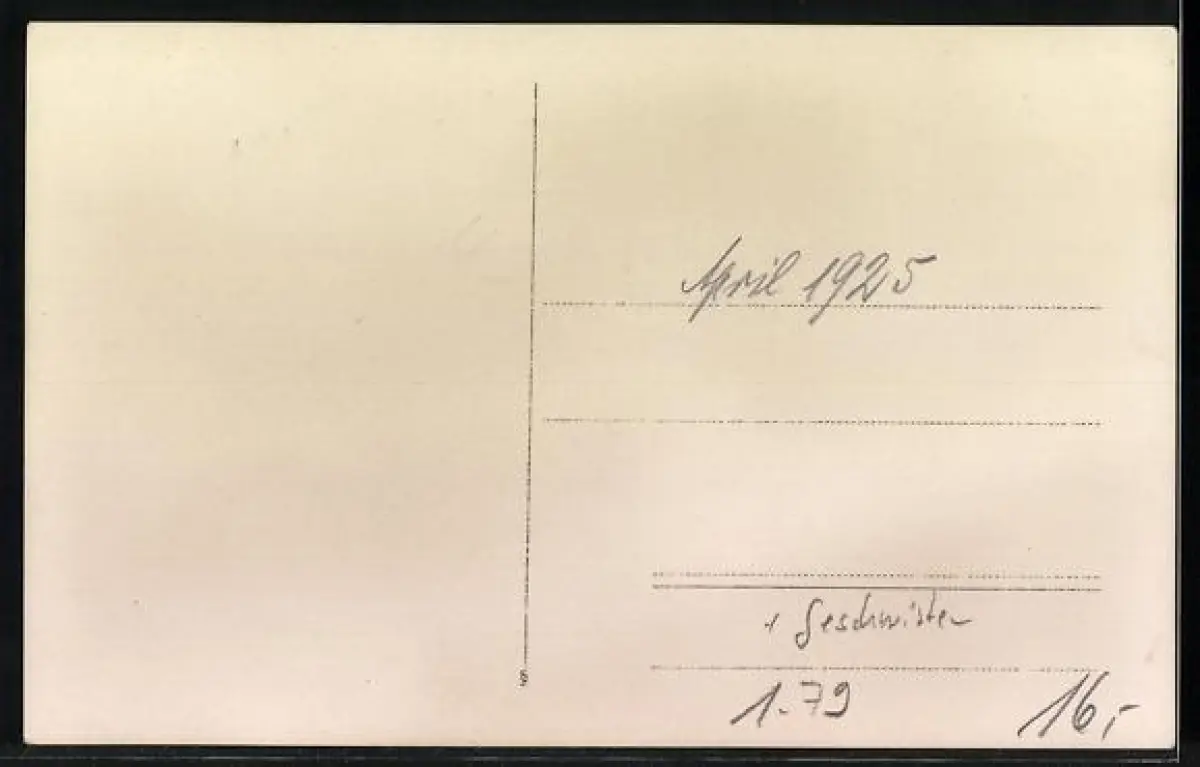 April 1925
Geschwister
1.79
16,-